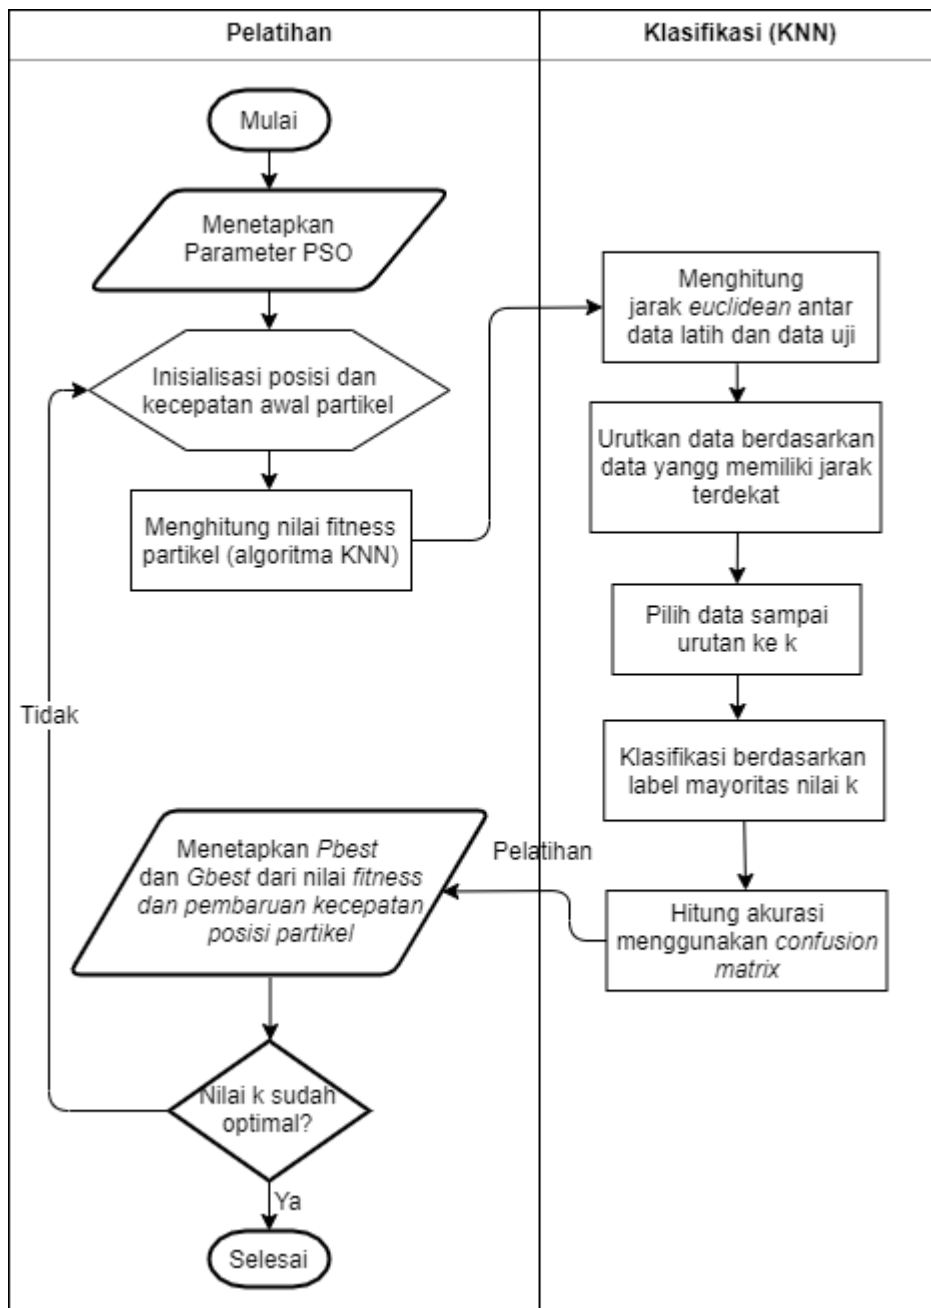 Pelatihan
Klasifikasi (KNN)
Mulai
Menetapkan
Parameter PSO
Inisialisasi posisi dan
kecepatan awal partikel
Menghitung nilai fitness
partikel (algoritma KNN)
Menghitung
jarak euclidean antar
data latih dan data uji
Urutkan data berdasarkan
data yangg memiliki jarak
terdekat
Pilih data sampai
urutan ke k
Klasifikasi berdasarkan
label mayoritas nilai k
Hitung akurasi
menggunakan confusion
matrix
Pelatihan
Menetapkan Pbest
dan Gbest dari nilai fitness
dan pembaruan kecepatan
posisi partikel
Nilai k sudah
optimal?
Tidak
Ya
Selesai